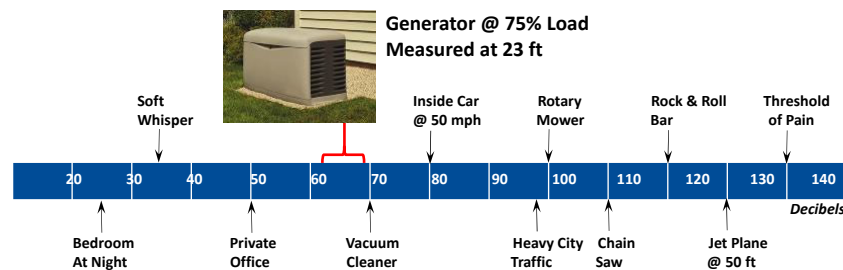 Generator @ 75% Load
Measured at 23 ft
Soft
Whisper
Inside Car
@ 50 mph
Rotary
Mower
Rock & Roll
Bar
Threshold
of Pain
20 30 40 50 60 70 80 90 100 110 120 130 140
Decibels
Bedroom
At Night
Private
Office
Vacuum
Cleaner
Heavy City
Traffic
Chain
Saw
Jet Plane
@ 50 ft